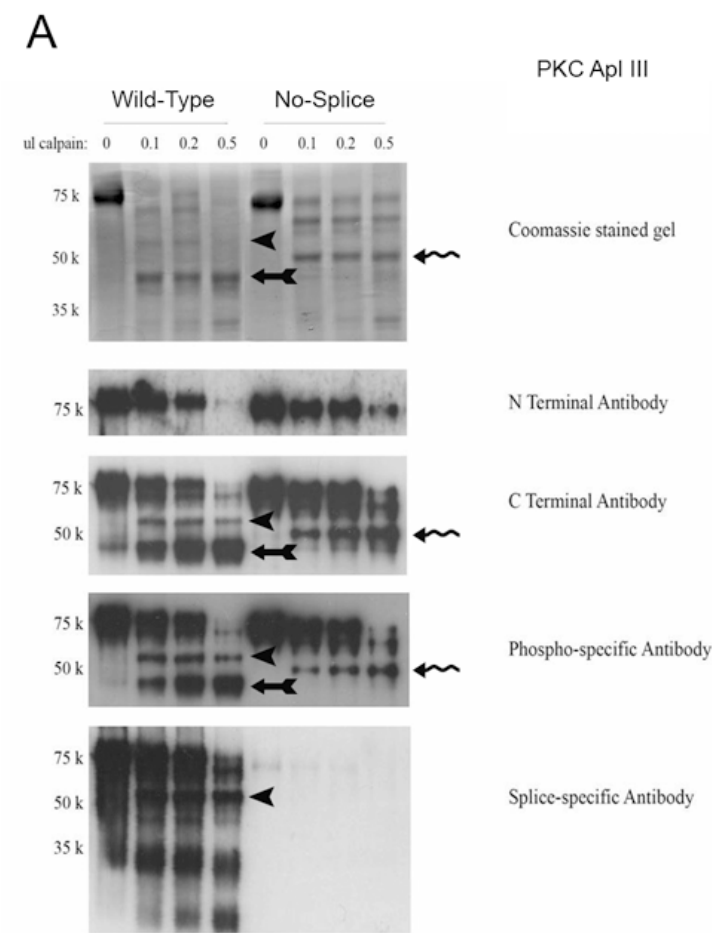 A
PKC Apl III
Wild-Type No-Splice
ul calpain: 0 0.1 0.2 0.5 0 0.1 0.2 0.5
75 k
50 k
35 k
Coomassie stained gel
75 k
N Terminal Antibody
75 k
50 k
C Terminal Antibody
75 k
50 k
Phospho-specific Antibody
75 k
50 k
35 k
Splice-specific Antibody